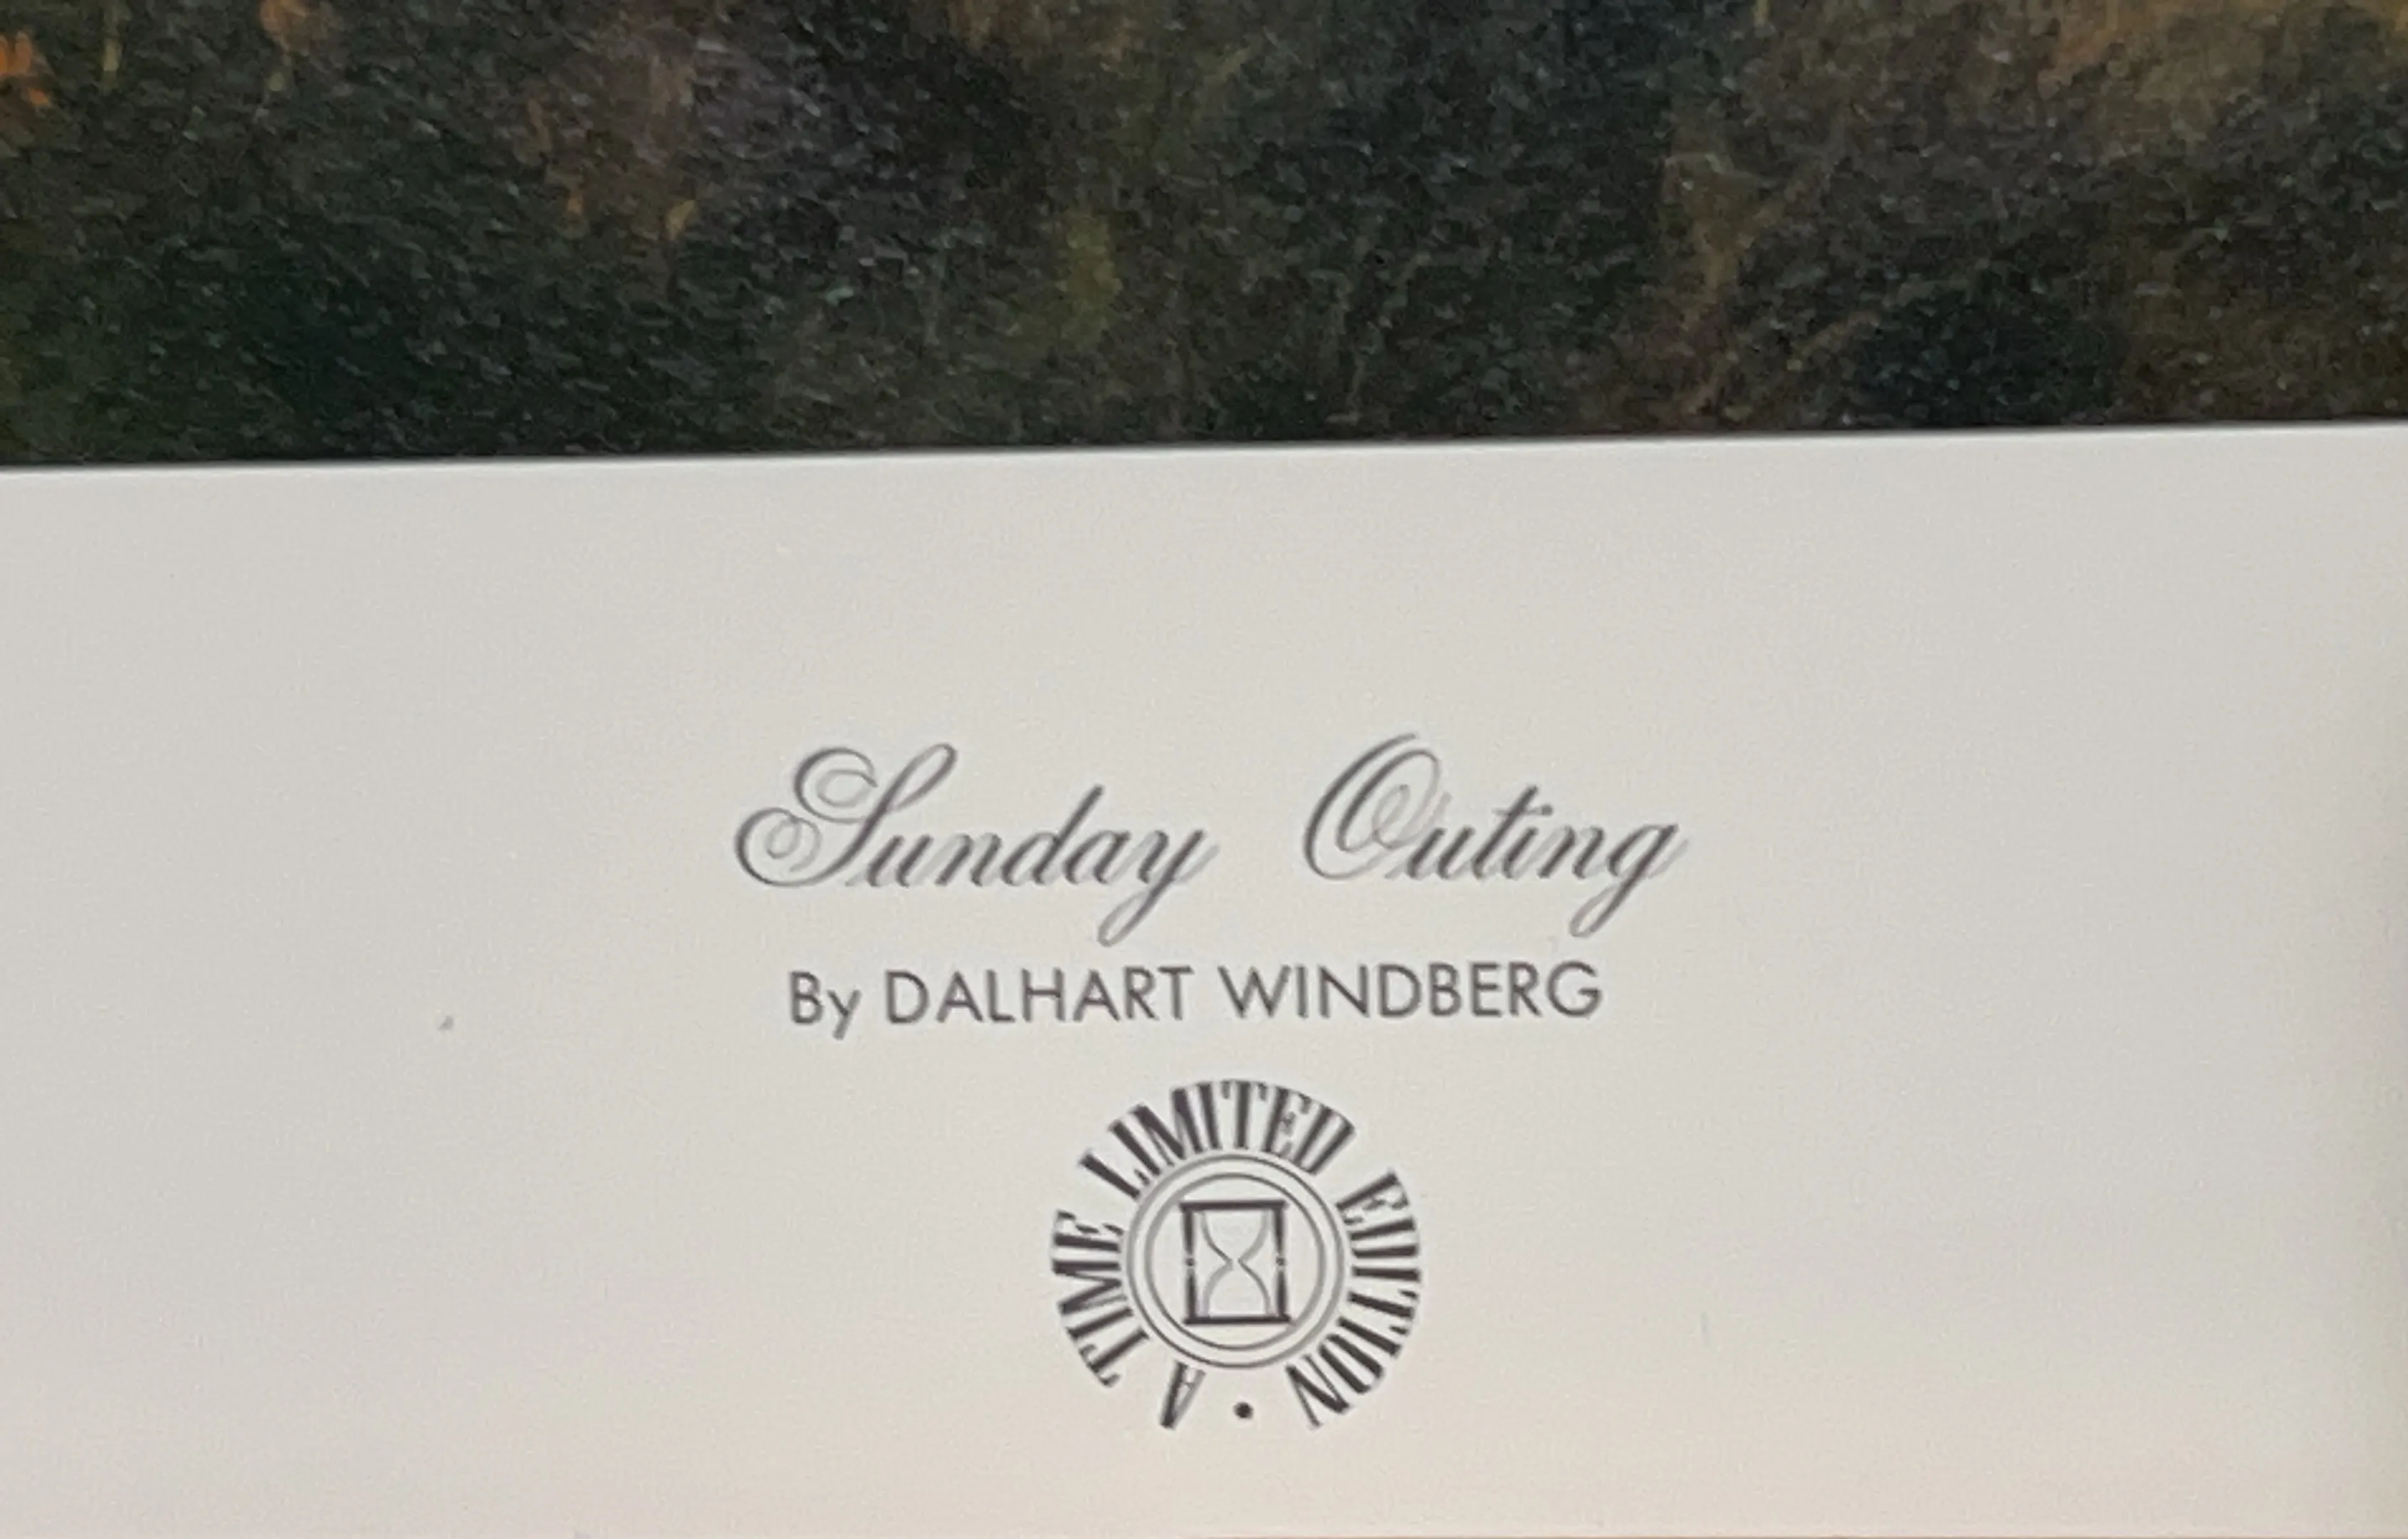 Sunday Outing
By DALHART WINDBERG
A TIME LIMITED EDITION •